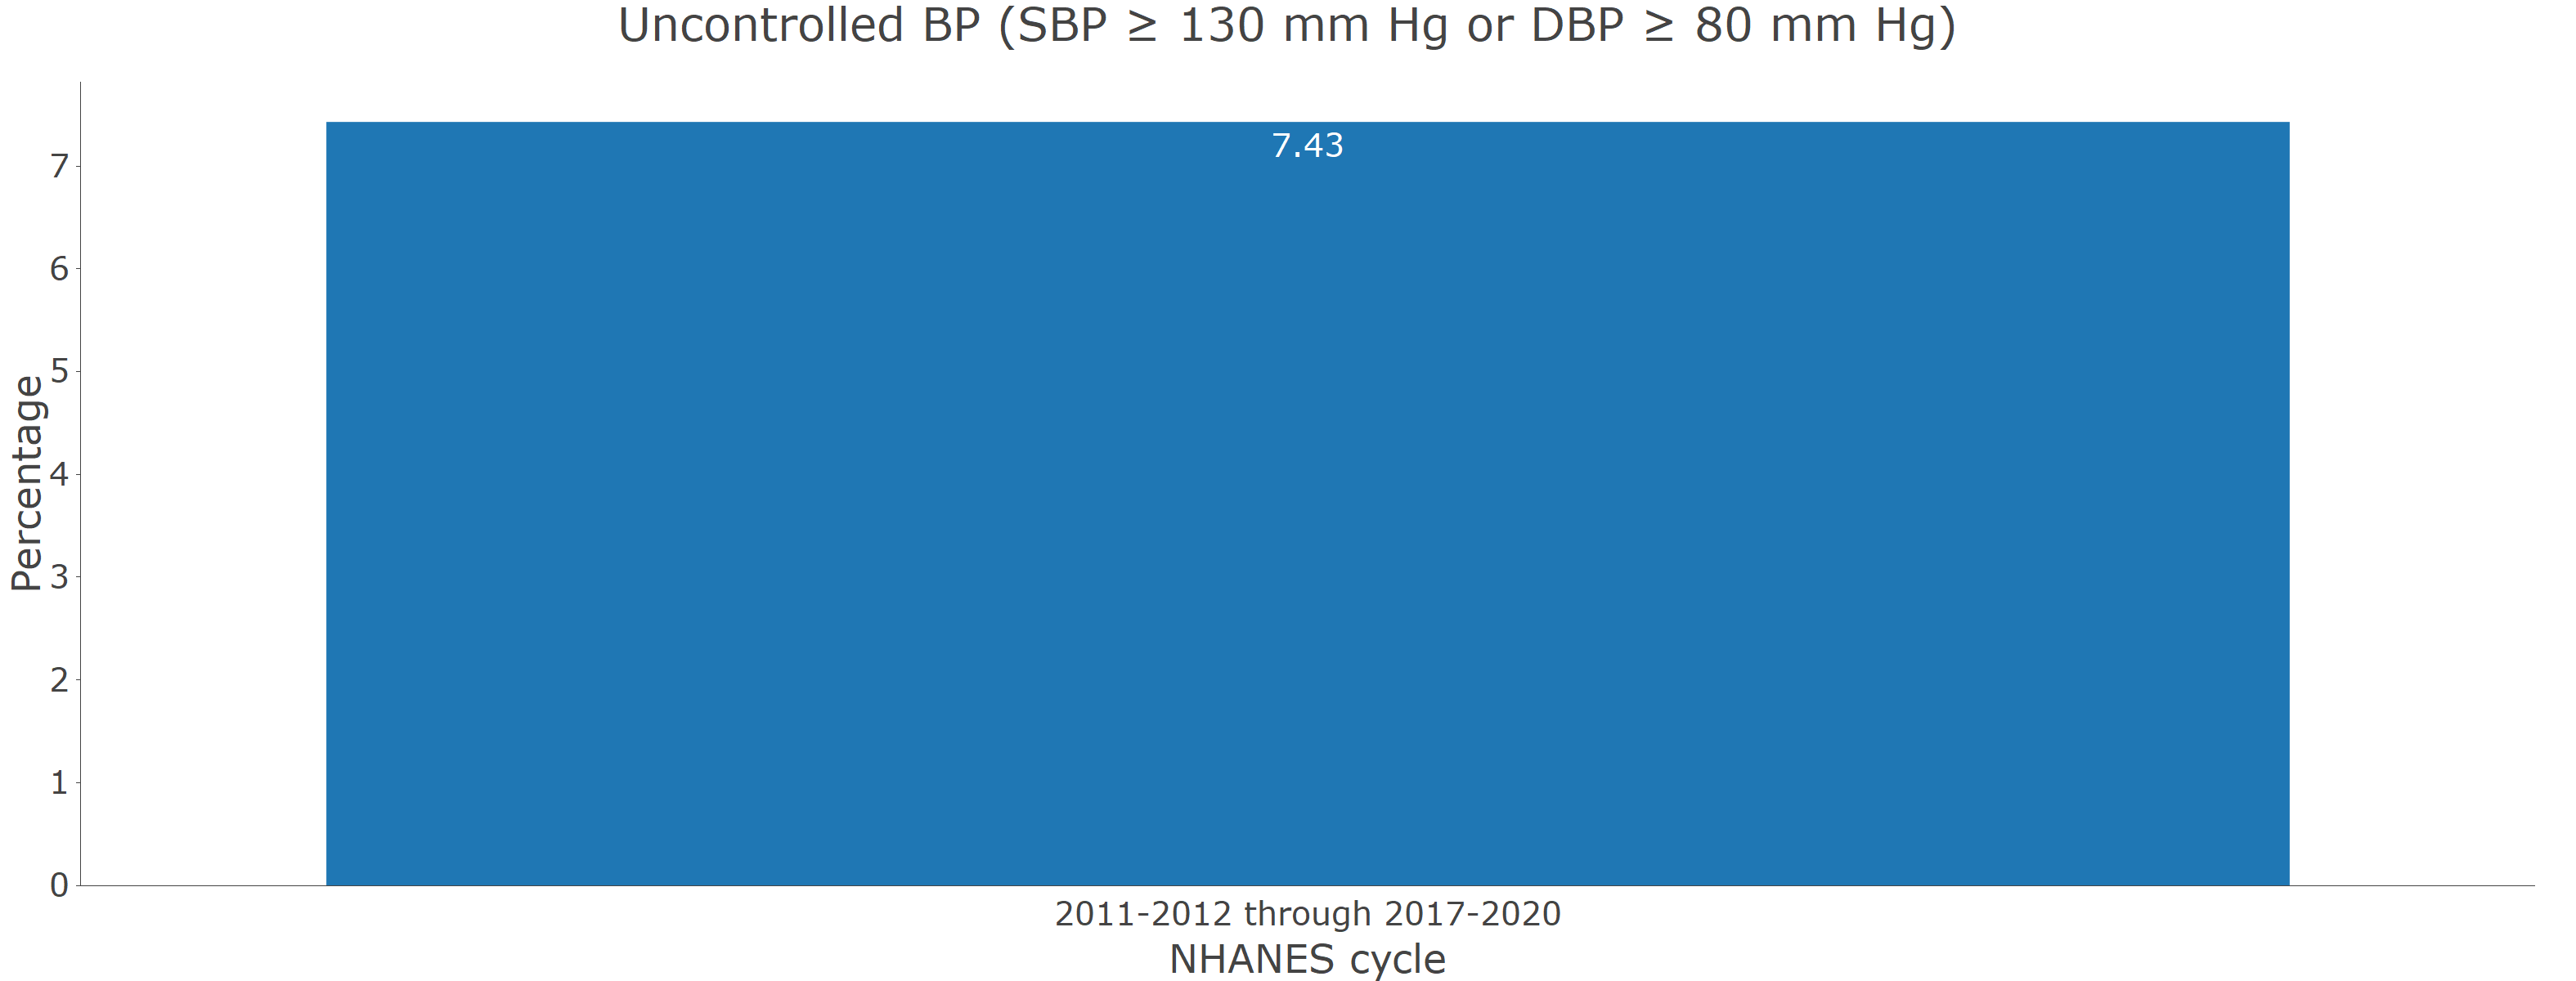 Uncontrolled BP (SBP ≥ 130 mm Hg or DBP ≥ 80 mm Hg)
Percentage
7
6
5
4
3
2
1
0
7.43
2011-2012 through 2017-2020
NHANES cycle